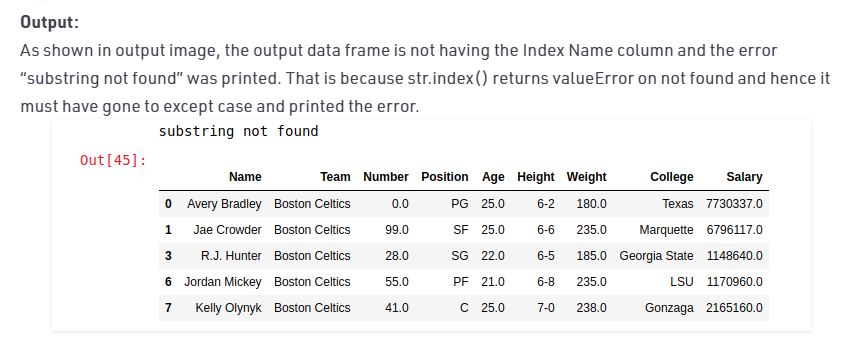 Output:
As shown in output image, the output data frame is not having the Index Name column and the error
“substring not found” was printed. That is because str.index() returns valueError on not found and hence it
must have gone to except case and printed the error.
substring not found
Out[45]:
Name Team Number Position Age Height Weight College Salary
0 Avery Bradley Boston Celtics 0.0 PG 25.0 6-2 180.0 Texas 7730337.0
1 Jae Crowder Boston Celtics 99.0 SF 25.0 6-6 235.0 Marquette 6796117.0
3 R.J. Hunter Boston Celtics 28.0 SG 22.0 6-5 185.0 Georgia State 1148640.0
6 Jordan Mickey Boston Celtics 55.0 PF 21.0 6-8 235.0 LSU 1170960.0
7 Kelly Olynyk Boston Celtics 41.0 C 25.0 7-0 238.0 Gonzaga 2165160.0